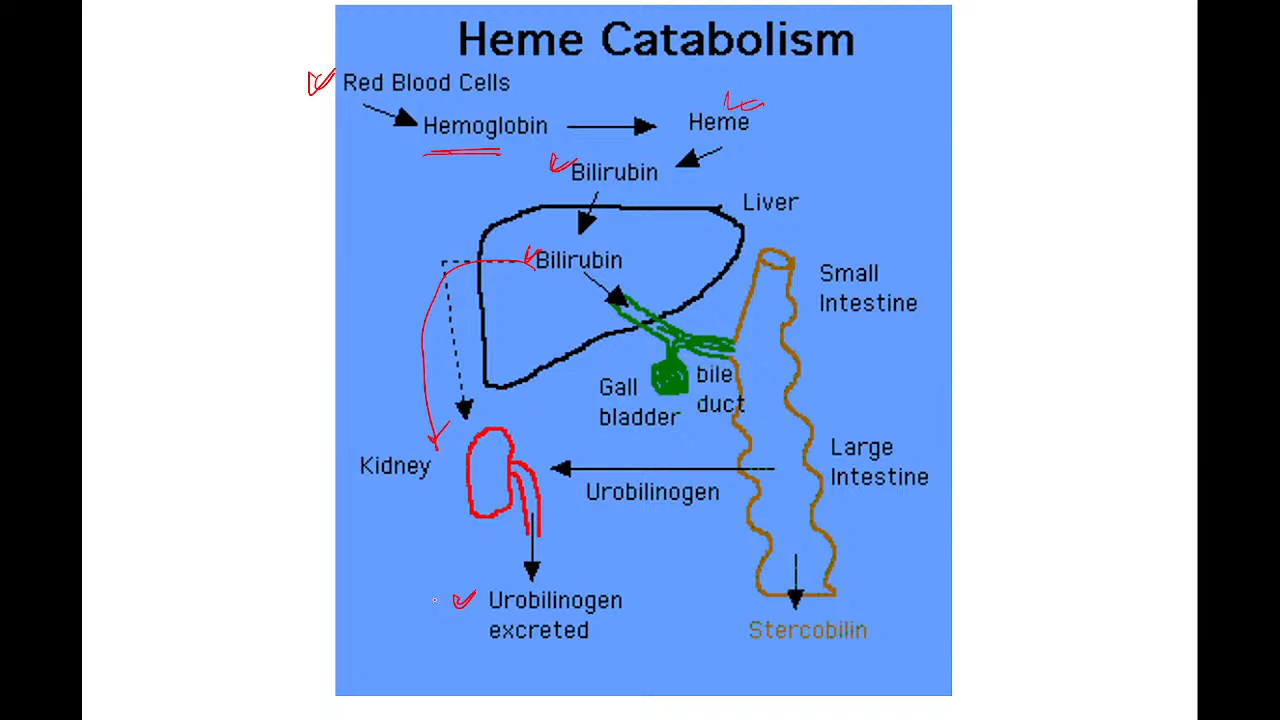 Heme Catabolism
Red Blood Cells
Hemoglobin
Heme
Bilirubin
Liver
Bilirubin
Small
Intestine
Gall
bladder
bile
duct
Large
Intestine
Kidney
Urobilinogen
Urobilinogen
excreted
Stercobilin